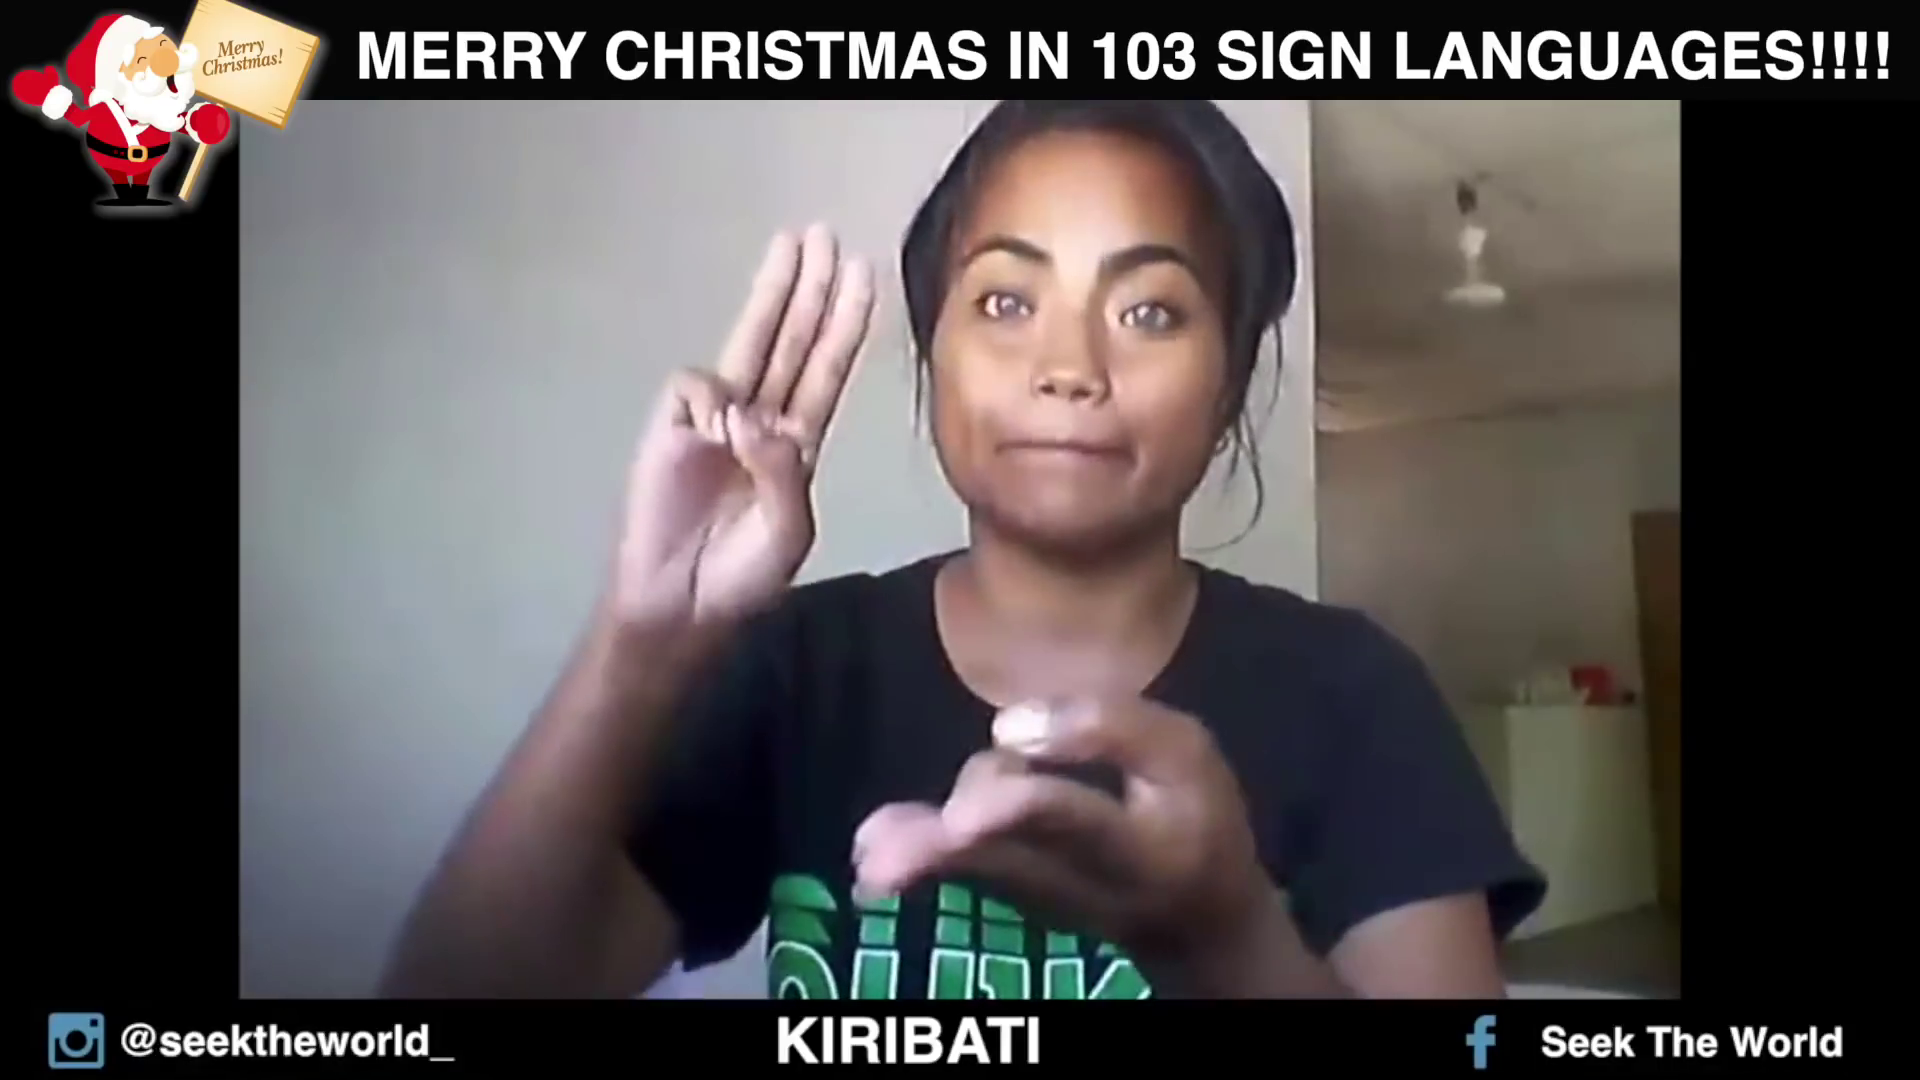 Merry
Christmas!
MERRY CHRISTMAS IN 103 SIGN LANGUAGES!!!!
@seektheworld_
KIRIBATI
Seek The World